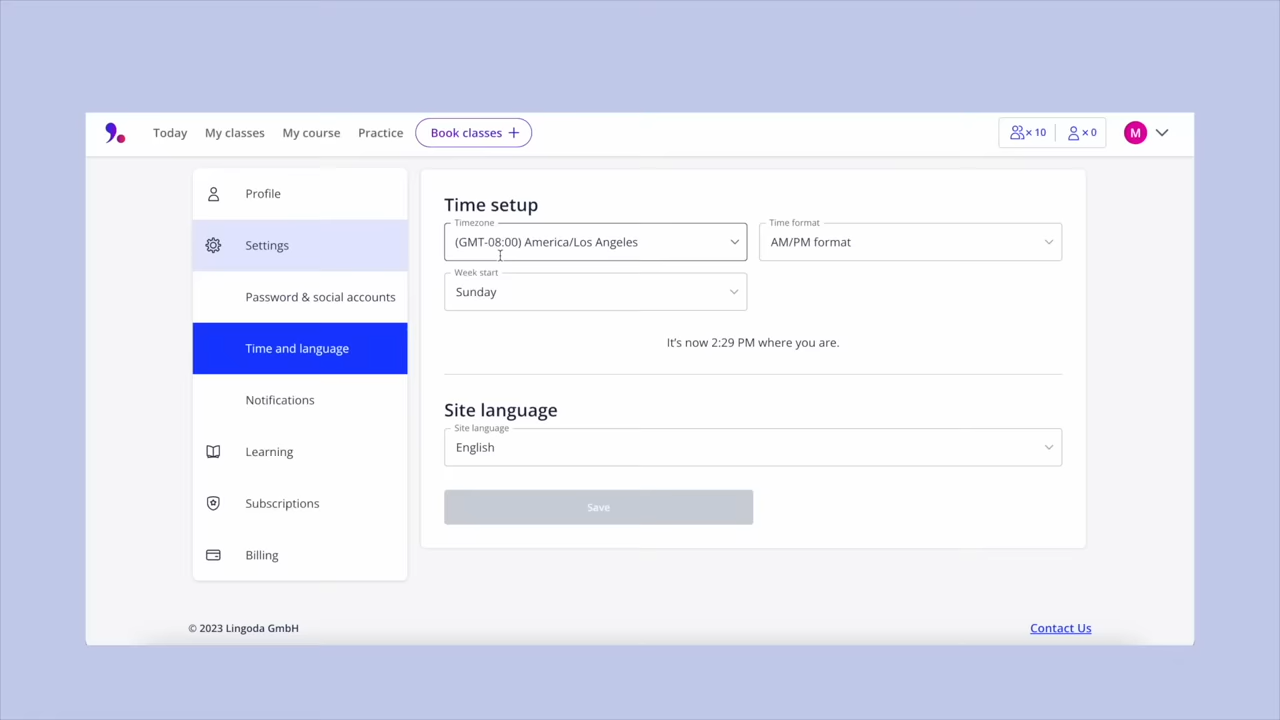 Today My classes My course Practice Book classes + × 10 × 0 M
Profile
Settings
Password & social accounts
Time and language
Notifications
Learning
Subscriptions
Billing
Time setup
Timezone
(GMT-08:00) America/Los Angeles
Time format
AM/PM format
Week start
Sunday
It's now 2:29 PM where you are.
Site language
Site language
English
Save
© 2023 Lingoda GmbH
Contact Us